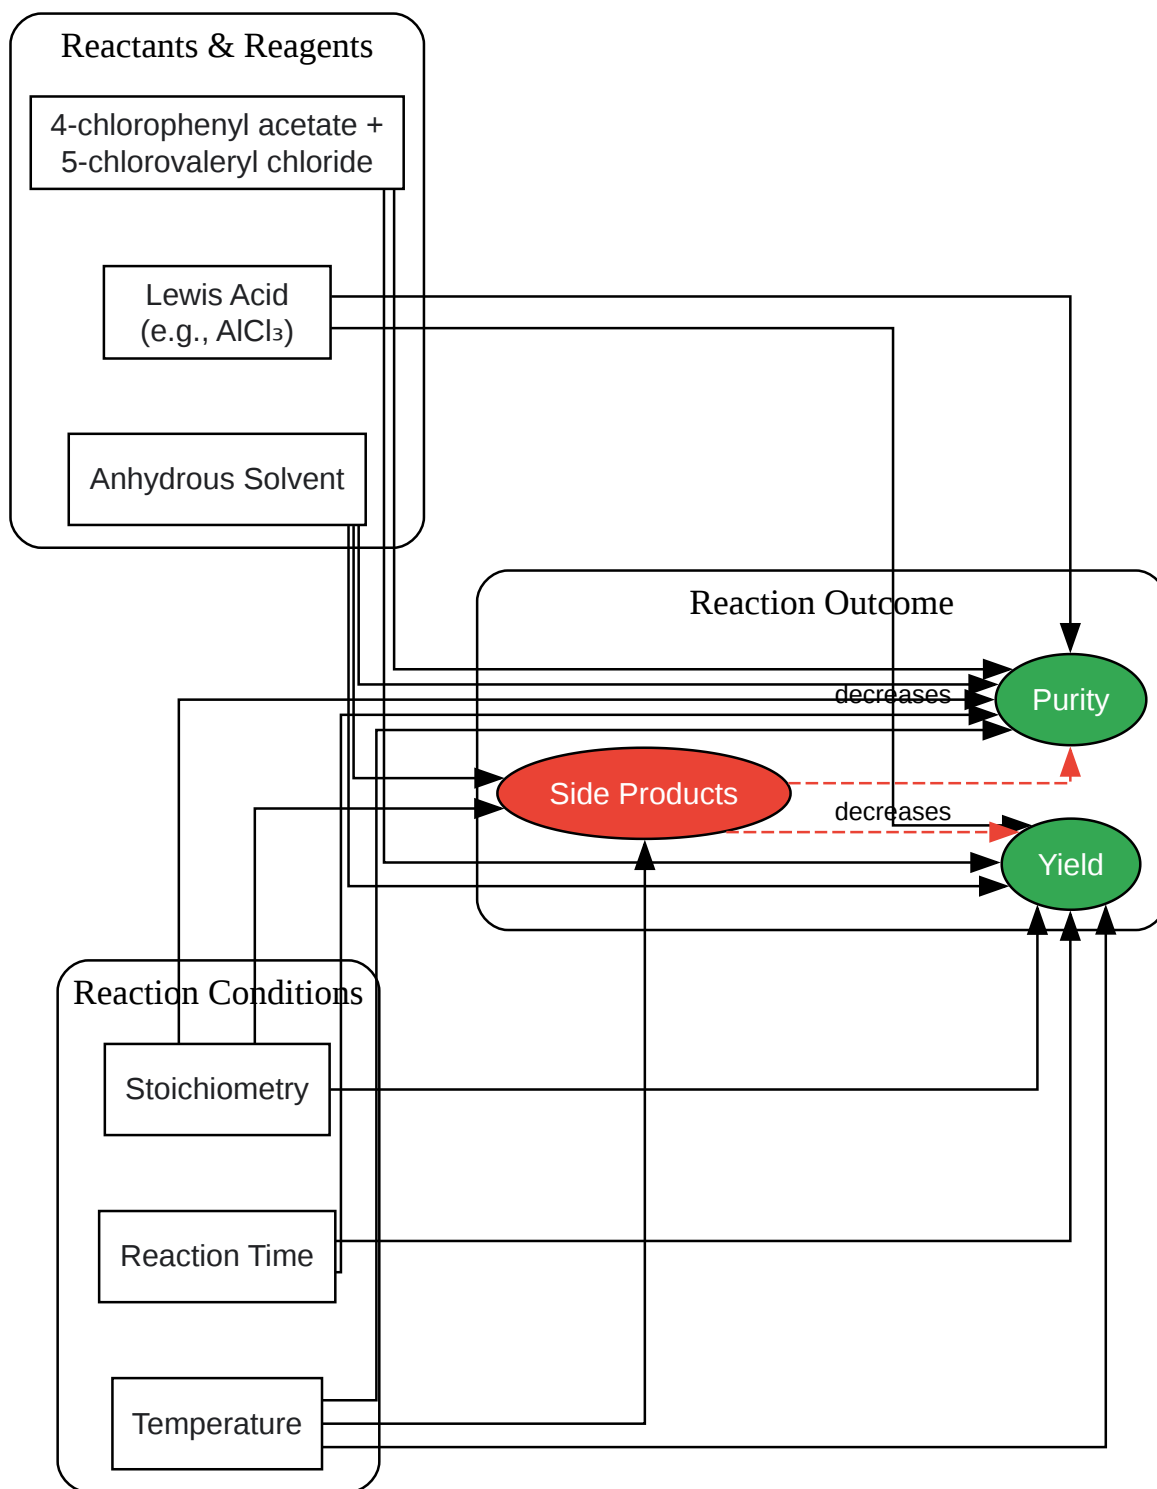 Reactants & Reagents
4-chlorophenyl acetate +
5-chlorovaleryl chloride
Lewis Acid
(e.g., AlCl₃)
Anhydrous Solvent
Reaction Outcome
decreases
Purity
Side Products
decreases
Yield
Reaction Conditions
Stoichiometry
Reaction Time
Temperature